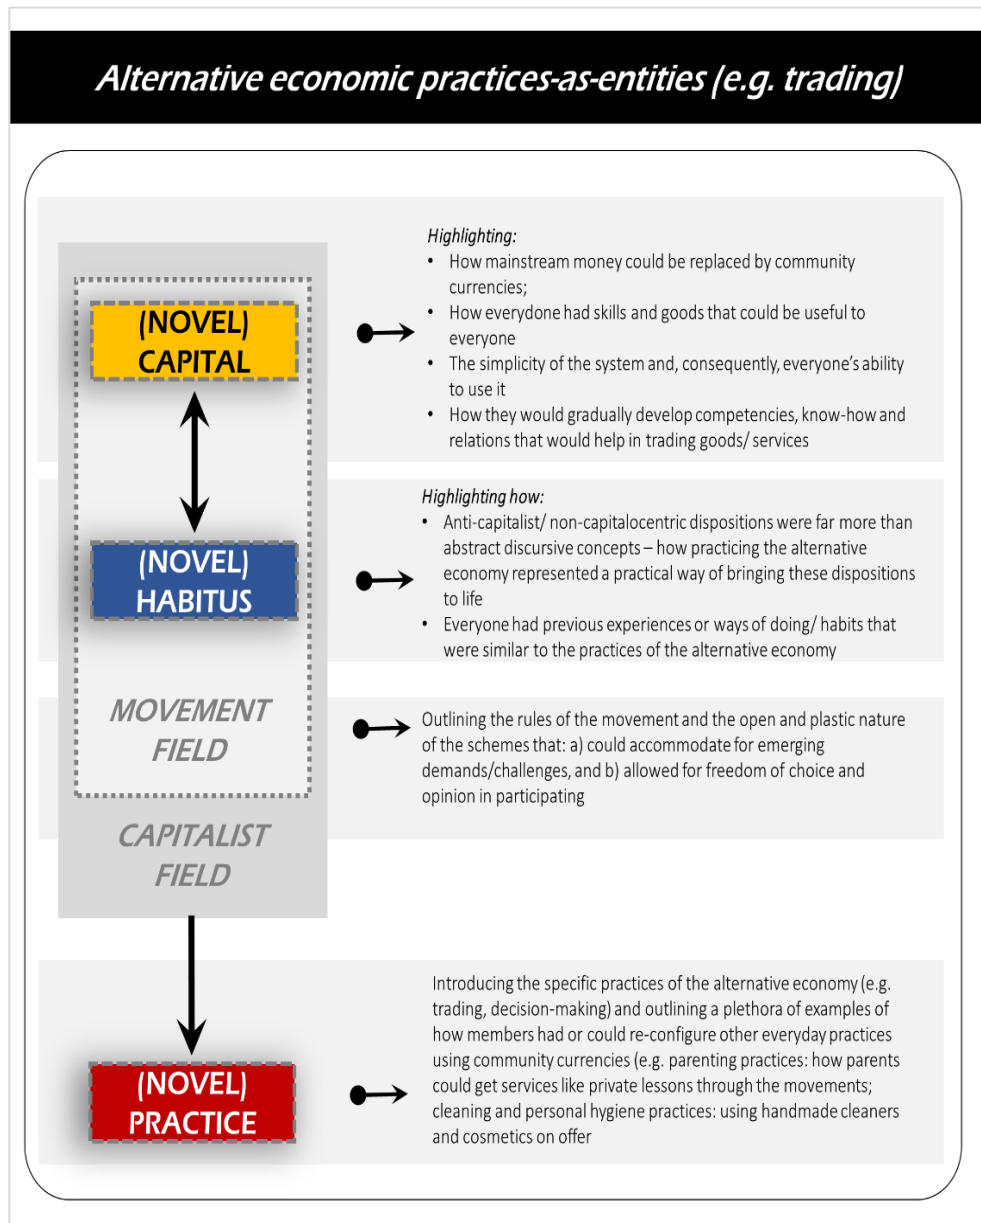 Alternative economic practices-as-entities (e.g. trading)
Highlighting:
• How mainstream money could be replaced by community
currencies;
• How everydone had skills and goods that could be useful to
everyone
• The simplicity of the system and, consequently, everyone's ability
to use it
• How they would gradually develop competencies, know-how and
relations that would help in trading goods/ services
(NOVEL)
CAPITAL
Highlighting how:
• Anti-capitalist/ non-capitalocentric dispositions were far more than
abstract discursive concepts – how practicing the alternative
economy represented a practical way of bringing these dispositions
to life
• Everyone had previous experiences or ways of doing/ habits that
were similar to the practices of the alternative economy
(NOVEL)
HABITUS
MOVEMENT
FIELD
Outlining the rules of the movement and the open and plastic nature
of the schemes that: a) could accommodate for emerging
demands/challenges, and b) allowed for freedom of choice and
opinion in participating
CAPITALIST
FIELD
Introducing the specific practices of the alternative economy (e.g.
trading, decision-making) and outlining a plethora of examples of
how members had or could re-configure other everyday practices
using community currencies (e.g. parenting practices: how parents
could get services like private lessons through the movements;
cleaning and personal hygiene practices: using handmade cleaners
and cosmetics on offer
(NOVEL)
PRACTICE